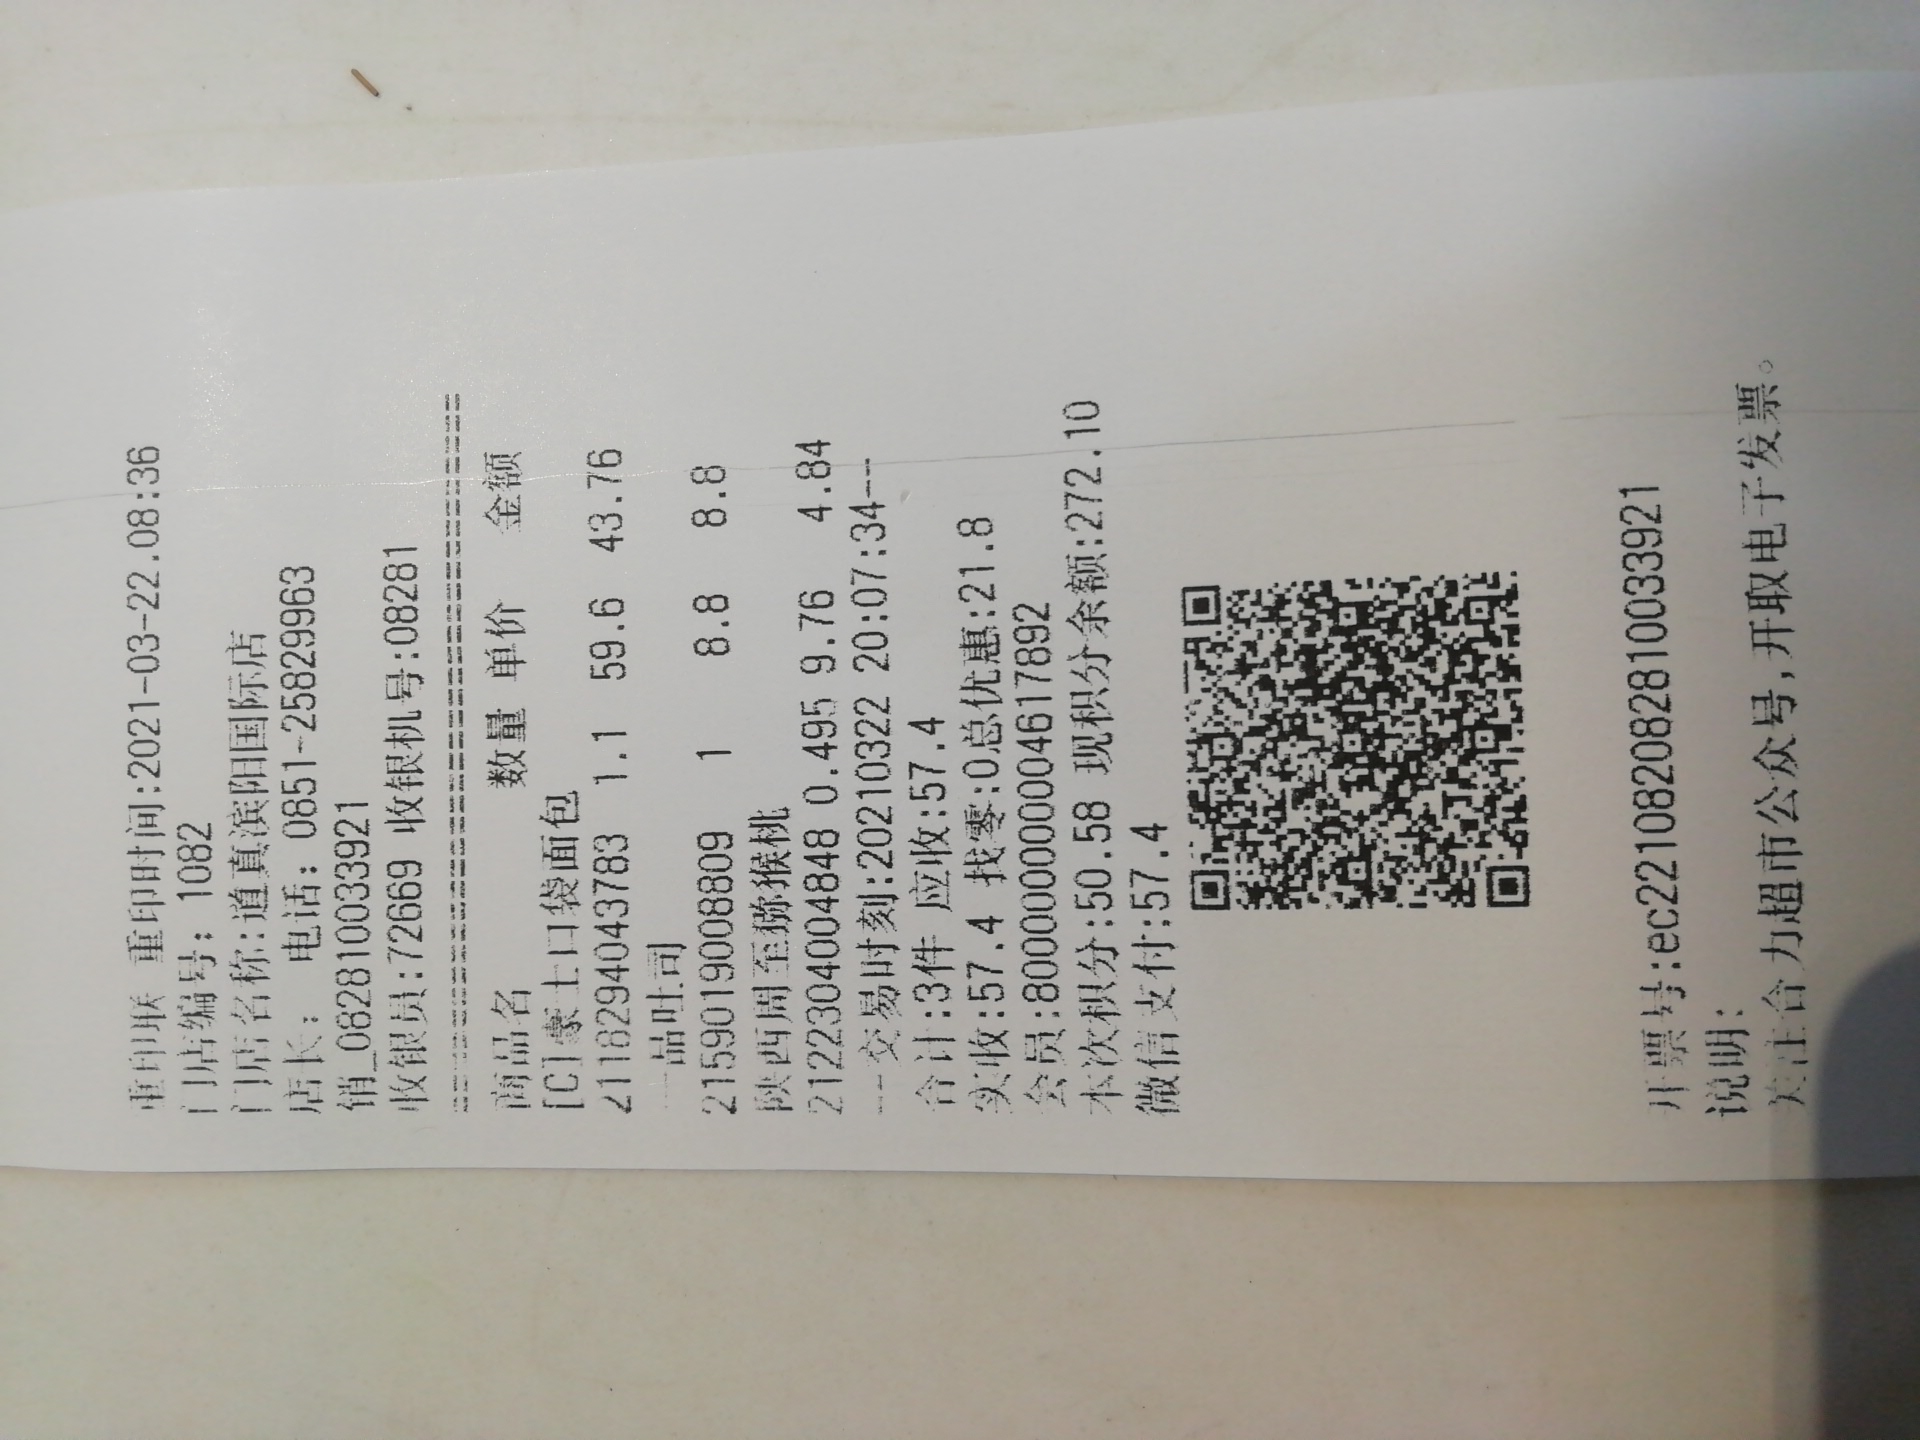 重印联 重印时间:2021-03-22.08:36
门店编号: 1082
门店名称:道真滨阳国际店
店长: 电话: 0851-25829963
销_082810033921
收银员:72669 收银机号:08281
商品名 数量 单价 金额
[C]豪士口袋面包
2118294043783 1.1 59.6 43.76
一品吐司
2159019008809 1 8.8 8.8
陕西周至猕猴桃
2122304004848 0.495 9.76 4.84
--交易时刻:20210322 20:07:34--
合计:3件 应收:57.4
实收:57.4 找零:0总优惠:21.8
会员:8000000004617892
本次积分:50.58 现积分余额:272.10
微信支付:57.4
开票号:ec221082082810033921
说明:
关注合力超市公众号,开取电子发票。